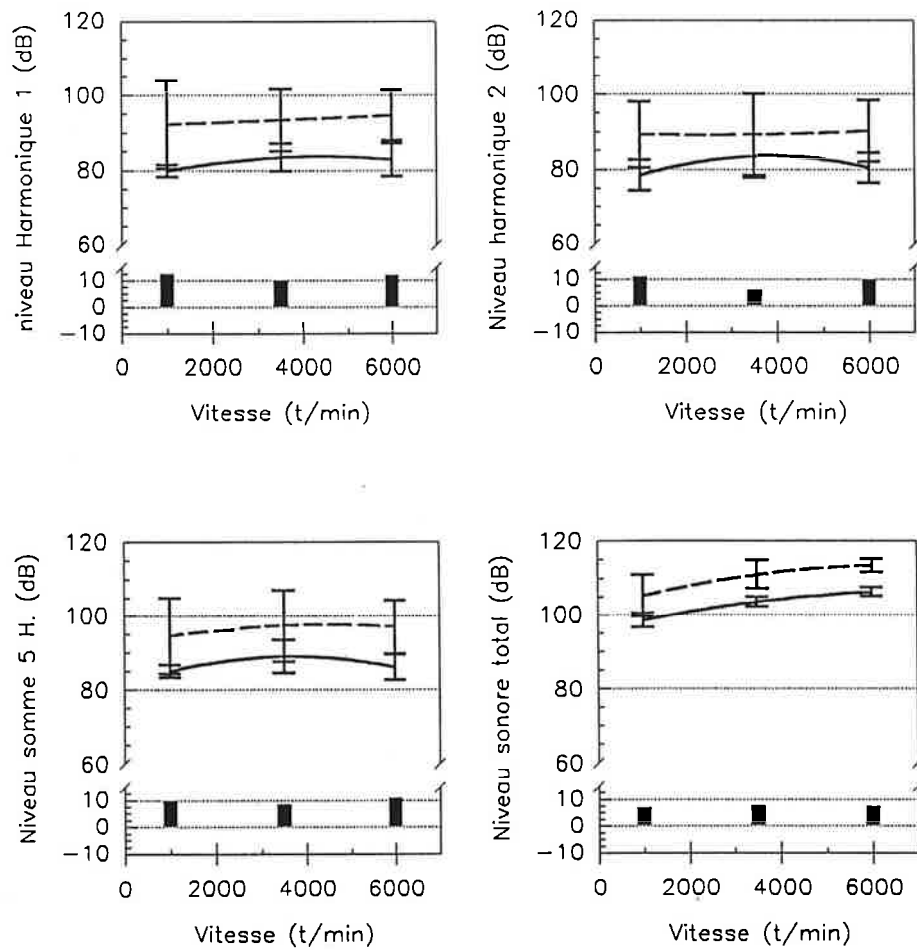 niveau Harmonique 1 (dB)
120
100
80
60
10
0
−10
0 2000 4000 6000
Vitesse (t/min)
Niveau harmonique 2 (dB)
120
100
80
60
10
0
−10
0 2000 4000 6000
Vitesse (t/min)
Niveau somme 5 H. (dB)
120
100
80
60
10
0
−10
0 2000 4000 6000
Vitesse (t/min)
Niveau sonore total (dB)
120
100
80
60
10
0
−10
0 2000 4000 6000
Vitesse (t/min)